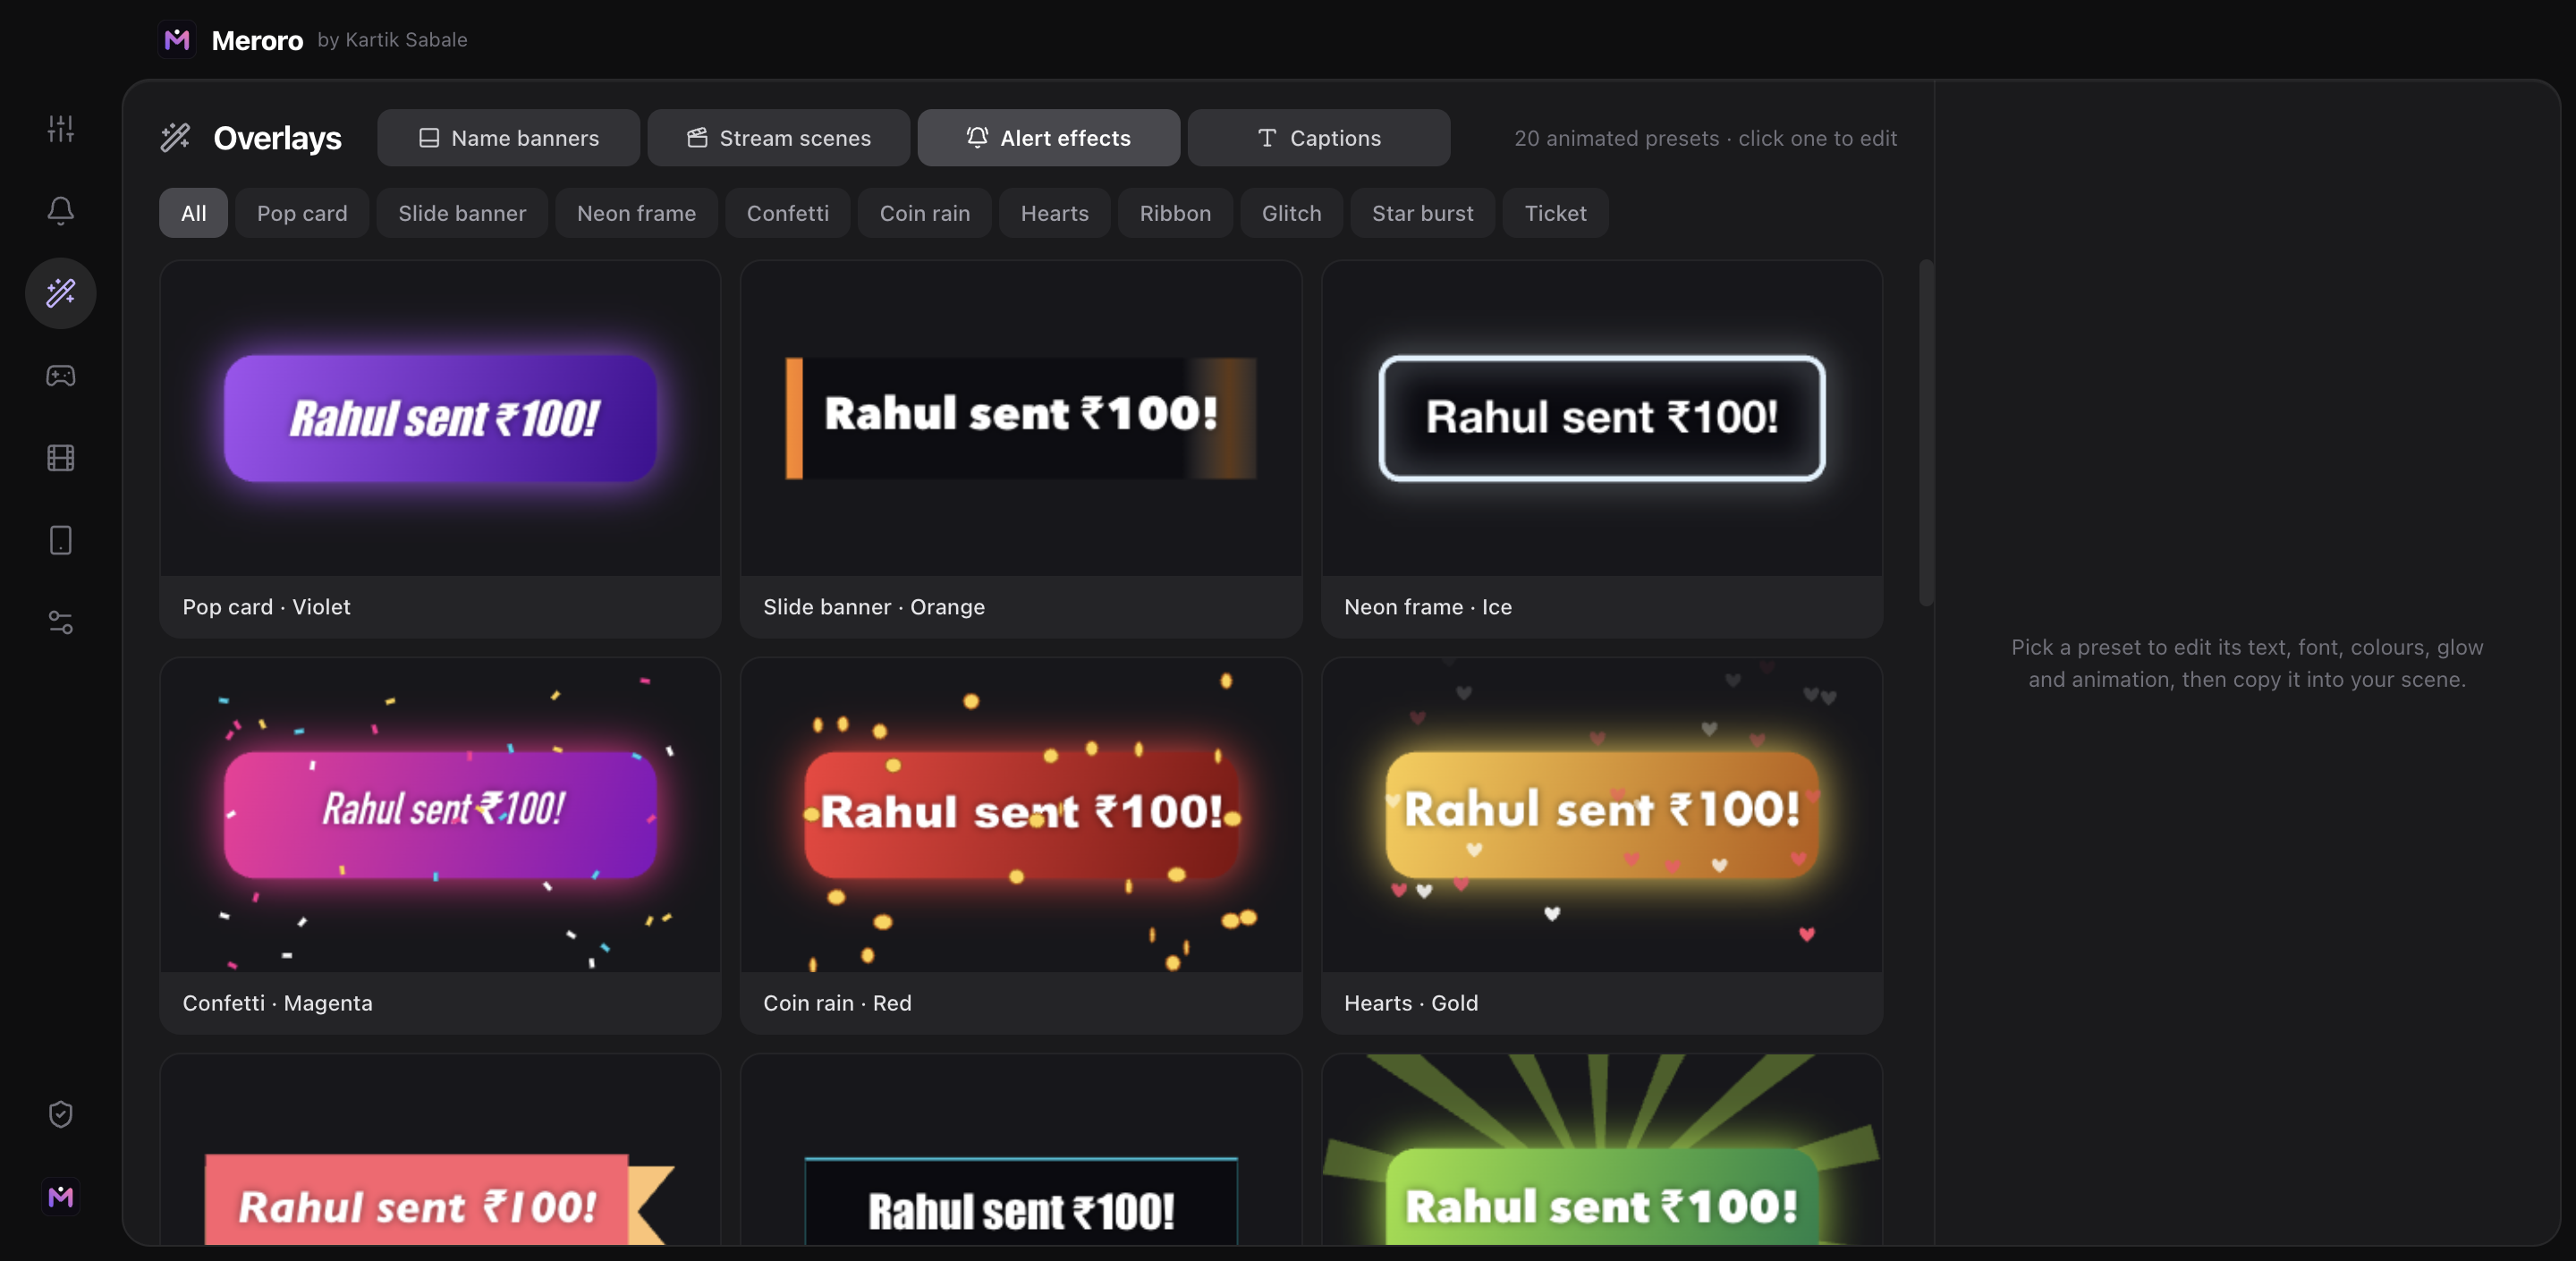 Meroro by Kartik Sabale
Overlays
Name banners
Stream scenes
Alert effects
Captions
20 animated presets · click one to edit
All
Pop card
Slide banner
Neon frame
Confetti
Coin rain
Hearts
Ribbon
Glitch
Star burst
Ticket
Rahul sent ₹100!
Rahul sent ₹100!
Rahul sent ₹100!
Pop card · Violet
Slide banner · Orange
Neon frame · Ice
Pick a preset to edit its text, font, colours, glow
and animation, then copy it into your scene.
Rahul sent ₹100!
Rahul sent ₹100!
Rahul sent ₹100!
Confetti · Magenta
Coin rain · Red
Hearts · Gold
Rahul sent ₹100!
Rahul sent ₹100!
Rahul sent ₹100!